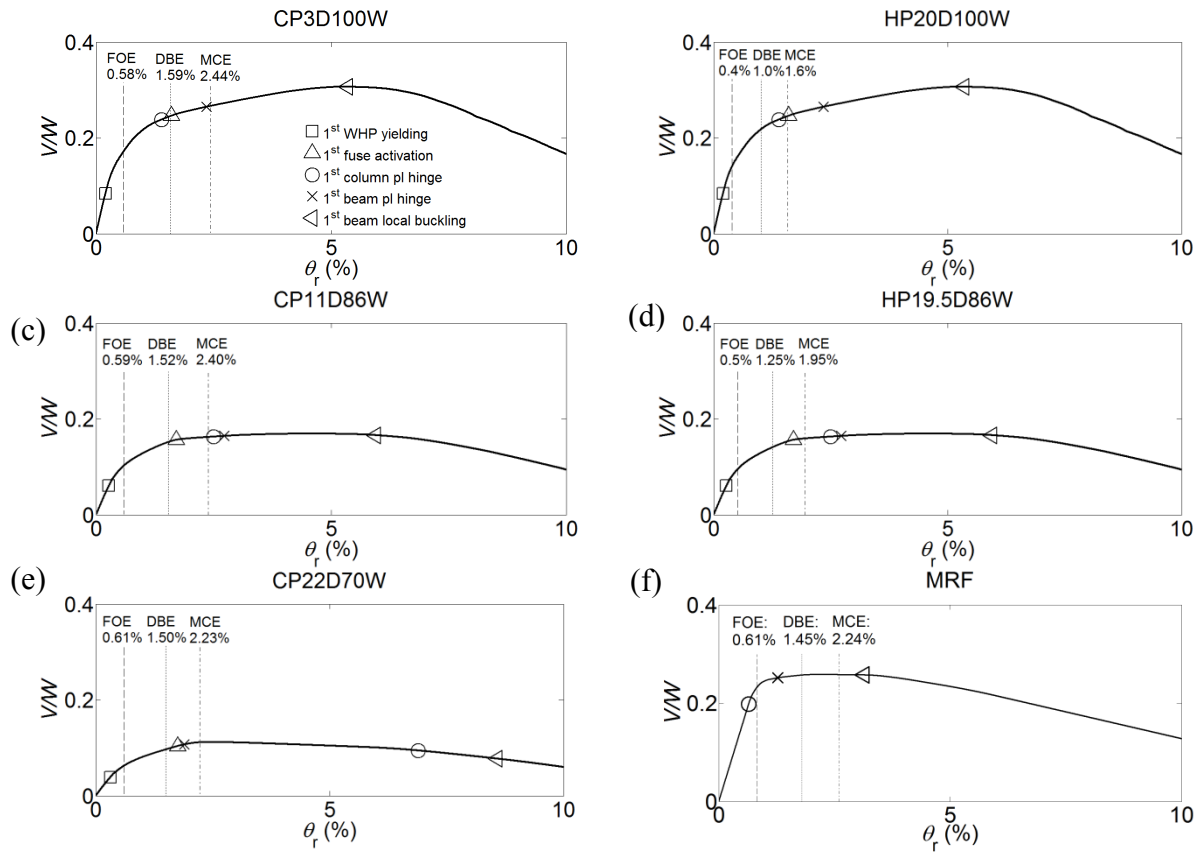 CP3D100W
0.4
FOE DBE MCE
0.58% 1.59% 2.44%
V/W
0.2
1st WHP yielding
1st fuse activation
1st column pl hinge
1st beam pl hinge
1st beam local buckling
0
0 5 10
θr (%)
HP20D100W
0.4
FOE DBE MCE
0.4% 1.0% 1.6%
V/W
0.2
0
0 5 10
θr (%)
(c)
CP11D86W
0.4
FOE DBE MCE
0.59% 1.52% 2.40%
V/W
0.2
0
0 5 10
θr (%)
(d)
HP19.5D86W
0.4
FOE DBE MCE
0.5% 1.25% 1.95%
V/W
0.2
0
0 5 10
θr (%)
(e)
CP22D70W
0.4
FOE DBE MCE
0.61% 1.50% 2.23%
V/W
0.2
0
0 5 10
θr (%)
(f)
MRF
0.4
FOE: DBE: MCE:
0.61% 1.45% 2.24%
V/W
0.2
0
0 5 10
θr (%)